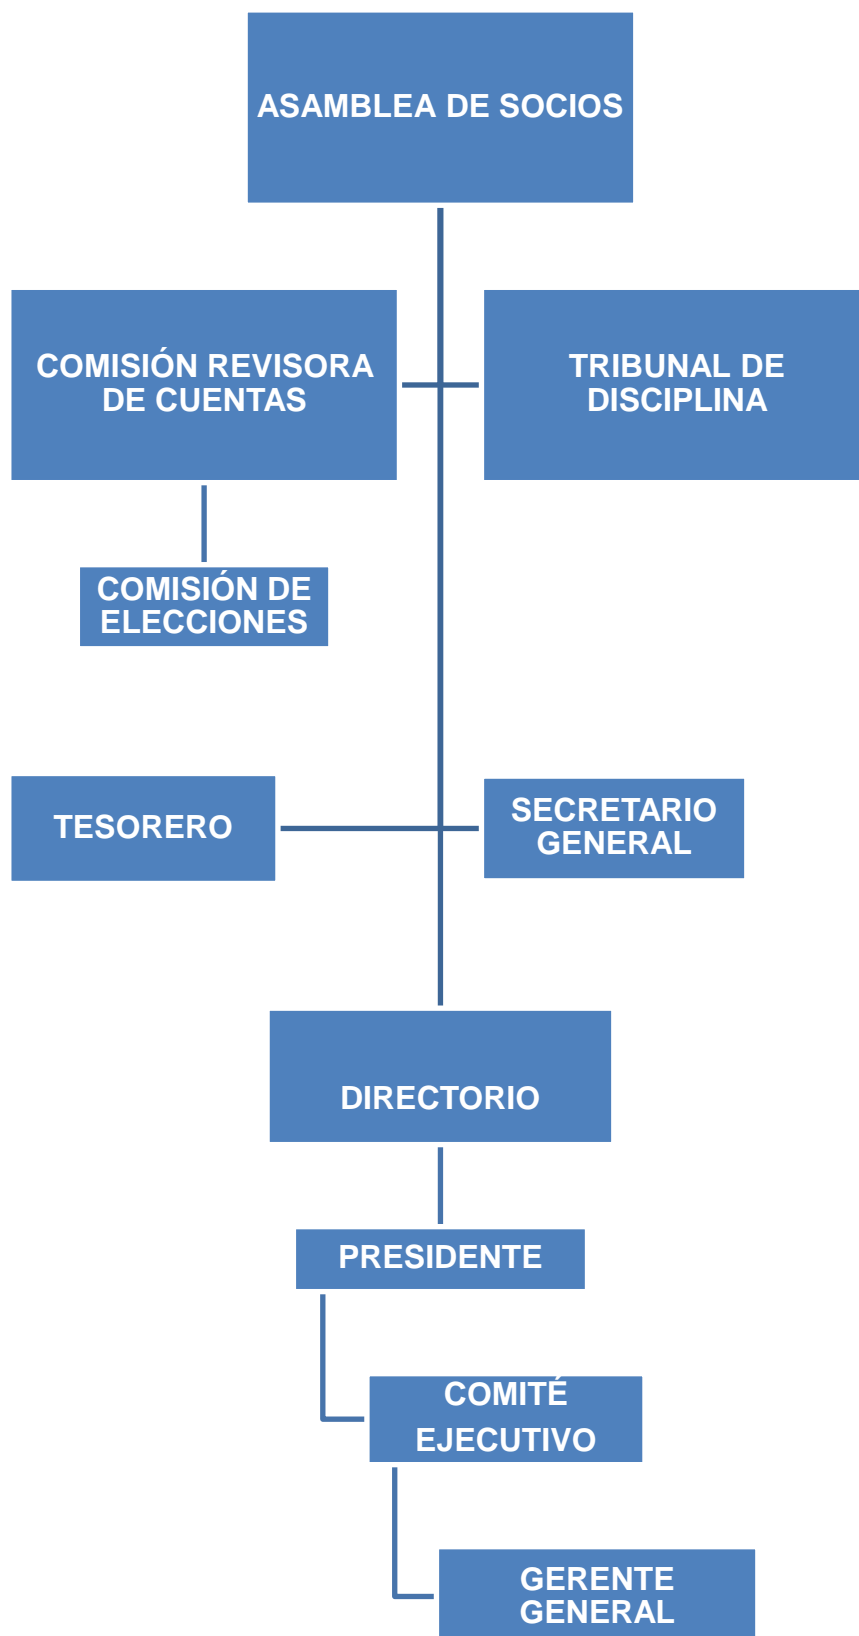 ASAMBLEA DE SOCIOS
COMISIÓN REVISORA
DE CUENTAS
TRIBUNAL DE
DISCIPLINA
COMISIÓN DE
ELECCIONES
TESORERO
SECRETARIO
GENERAL
DIRECTORIO
PRESIDENTE
COMITÉ
EJECUTIVO
GERENTE
GENERAL